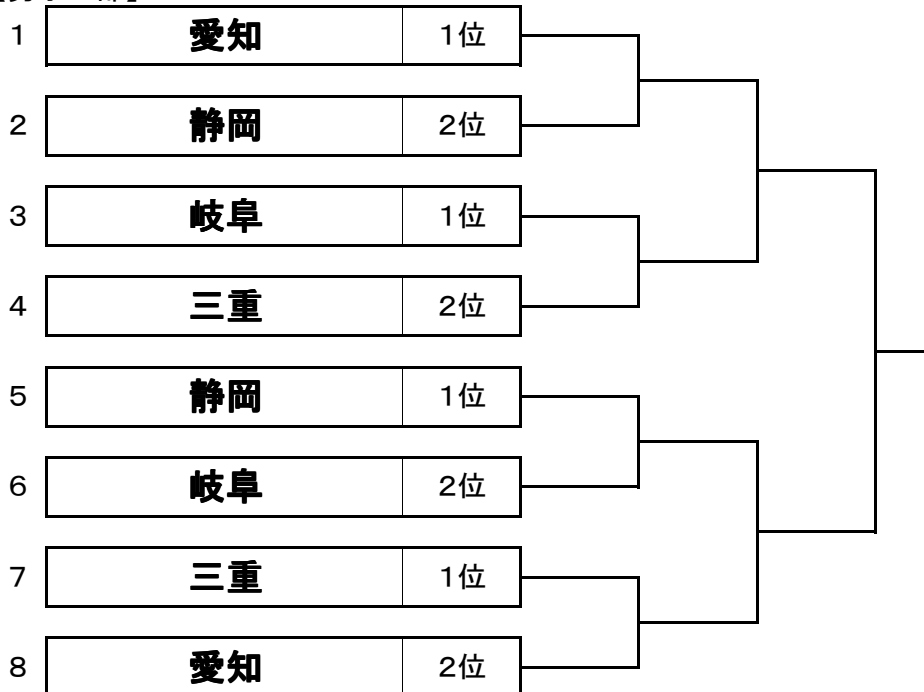 1 愛知 1位
2 静岡 2位
3 岐阜 1位
4 三重 2位
5 静岡 1位
6 岐阜 2位
7 三重 1位
8 愛知 2位